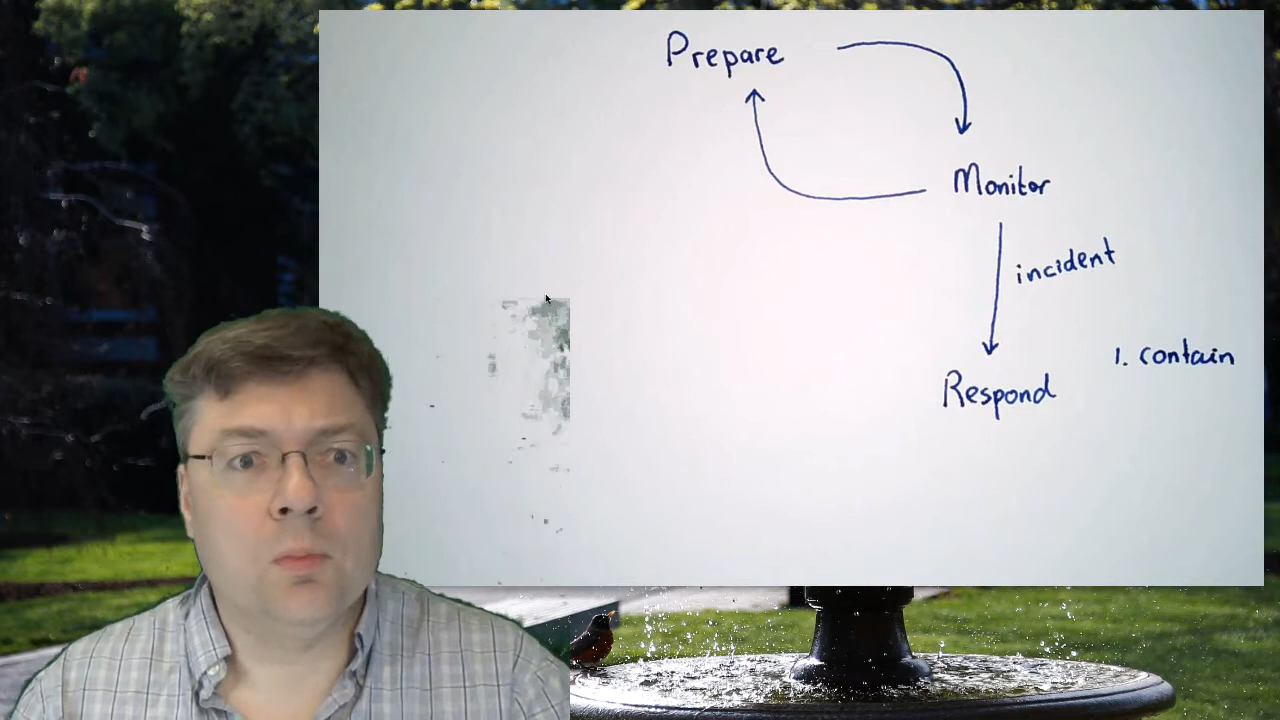 Prepare
Monitor
incident
1. contain
Respond